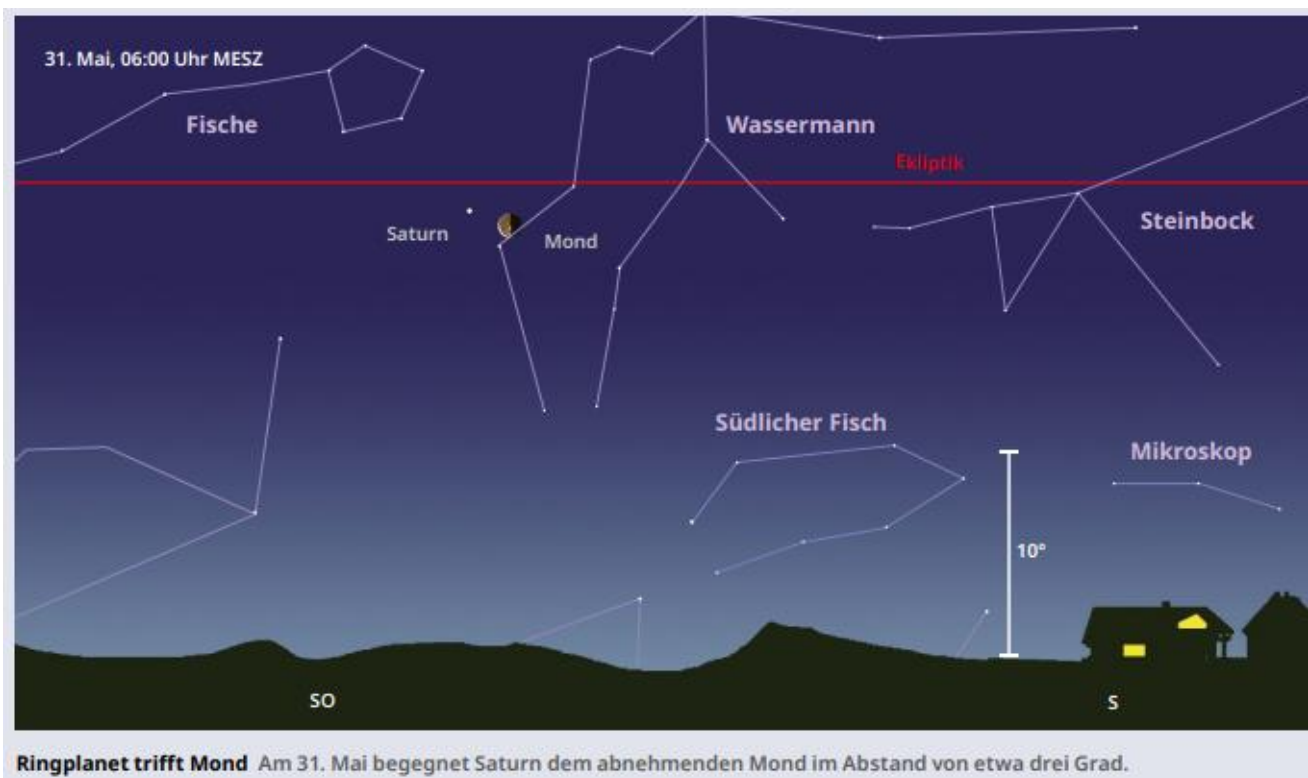 31. Mai, 06:00 Uhr MESZ
Fische
Wassermann
Ekliptik
Steinbock
Saturn
Mond
Südlicher Fisch
Mikroskop
10°
SO
S
Ringplanet trifft Mond Am 31. Mai begegnet Saturn dem abnehmenden Mond im Abstand von etwa drei Grad.